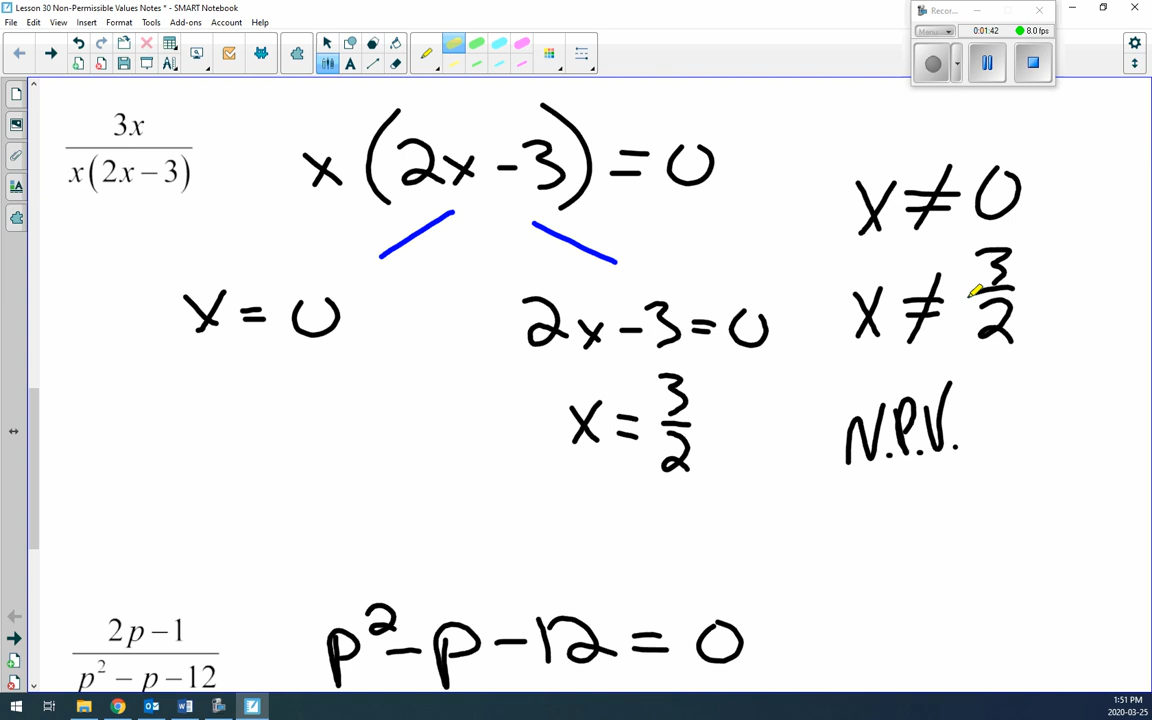 Lesson 30 Non-Permissible Values Notes * - SMART Notebook
File Edit View Insert Format Tools Add-ons Account Help
Recor...
Manual
0:01:42
8.0 fps
3x
x(2x-3)
x(2x-3)=0
x≠0
x=0
2x-3=0
x≠3/2
x=3/2
N.P.V.
2p-1
p²-p-12
p²-p-12=0
1:51 PM
2020-03-25